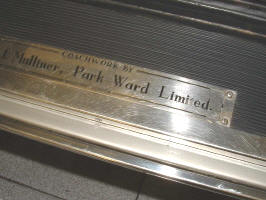 COACHWORK BY
Mulliner, Park Ward Limited.